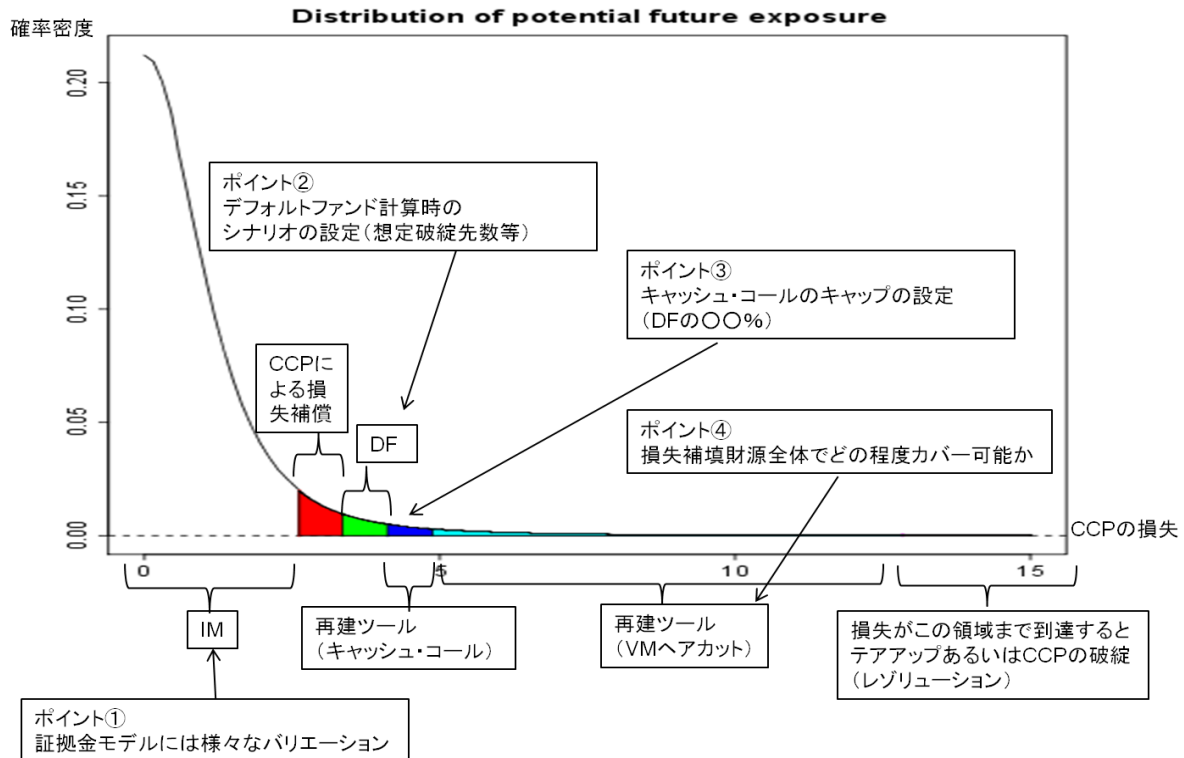 Distribution of potential future exposure
確率密度
0.20
0.15
0.10
0.05
0.00
ポイント②
デフォルトファンド計算時の
シナリオの設定(想定破綻先数等)
ポイント③
キャッシュ・コールのキャップの設定
(DFの〇〇%)
CCPに
よる損
失補償
DF
ポイント④
損失補填財源全体でどの程度カバー可能か
CCPの損失
0
5
10
15
IM
再建ツール
(キャッシュ・コール)
再建ツール
(VMヘアカット)
損失がこの領域まで到達すると
テアアップあるいはCCPの破綻
(レゾリューション)
ポイント①
証拠金モデルには様々なバリエーション